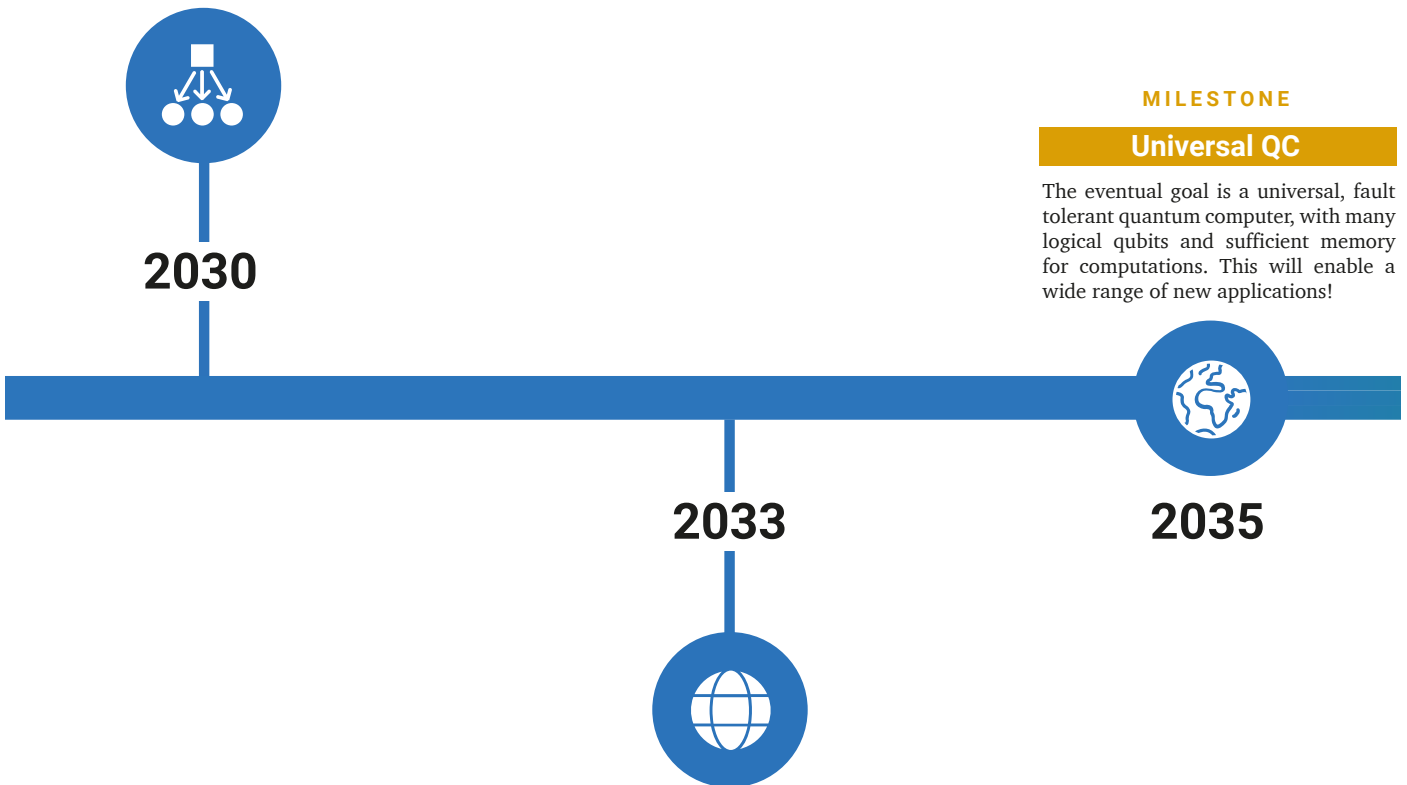 2030
MILESTONE
Universal QC
The eventual goal is a universal, fault
tolerant quantum computer, with many
logical qubits and sufficient memory
for computations. This will enable a
wide range of new applications!
2033
2035